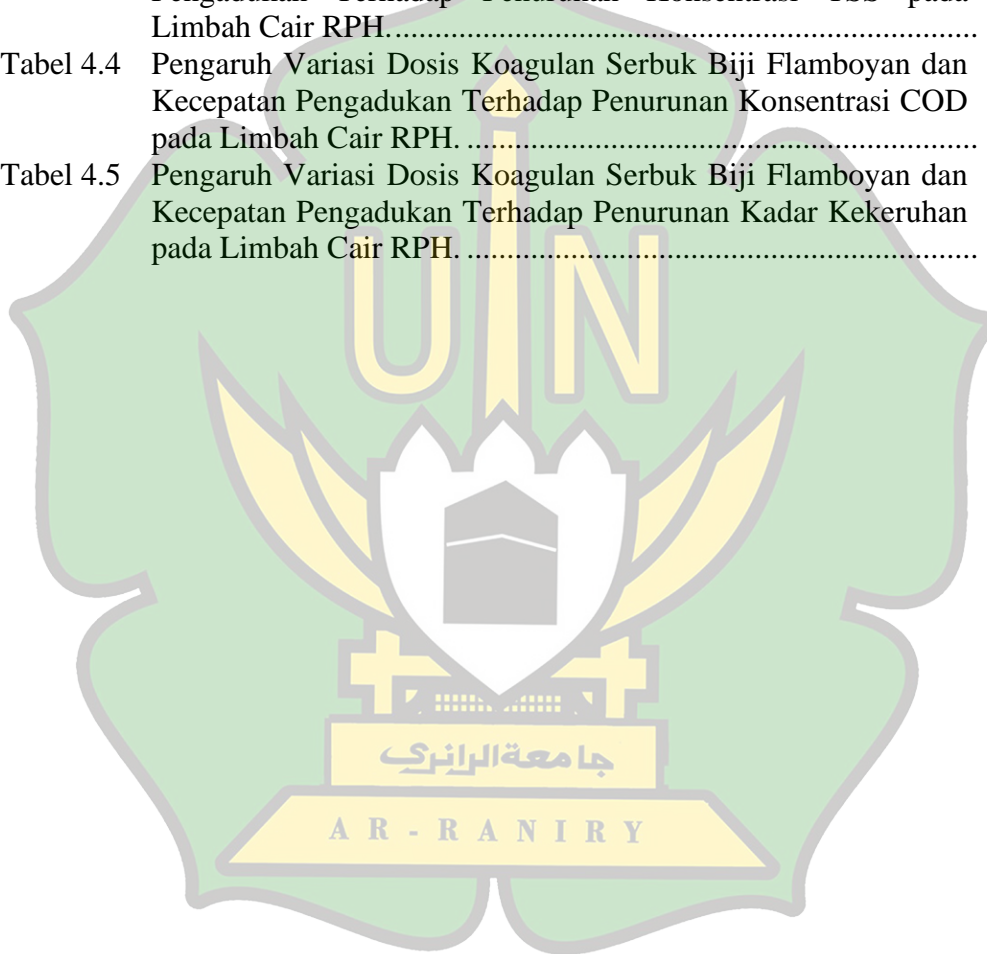 Pengadukan Terhadap Penurunan Konsentrasi TSS pada
Limbah Cair RPH.................................................................
Tabel 4.4 Pengaruh Variasi Dosis Koagulan Serbuk Biji Flamboyan dan
Kecepatan Pengadukan Terhadap Penurunan Konsentrasi COD
pada Limbah Cair RPH. .........................................................
Tabel 4.5 Pengaruh Variasi Dosis Koagulan Serbuk Biji Flamboyan dan
Kecepatan Pengadukan Terhadap Penurunan Kadar Kekeruhan
pada Limbah Cair RPH. .........................................................
UIN
جامعة الرانري
AR-RANIRY